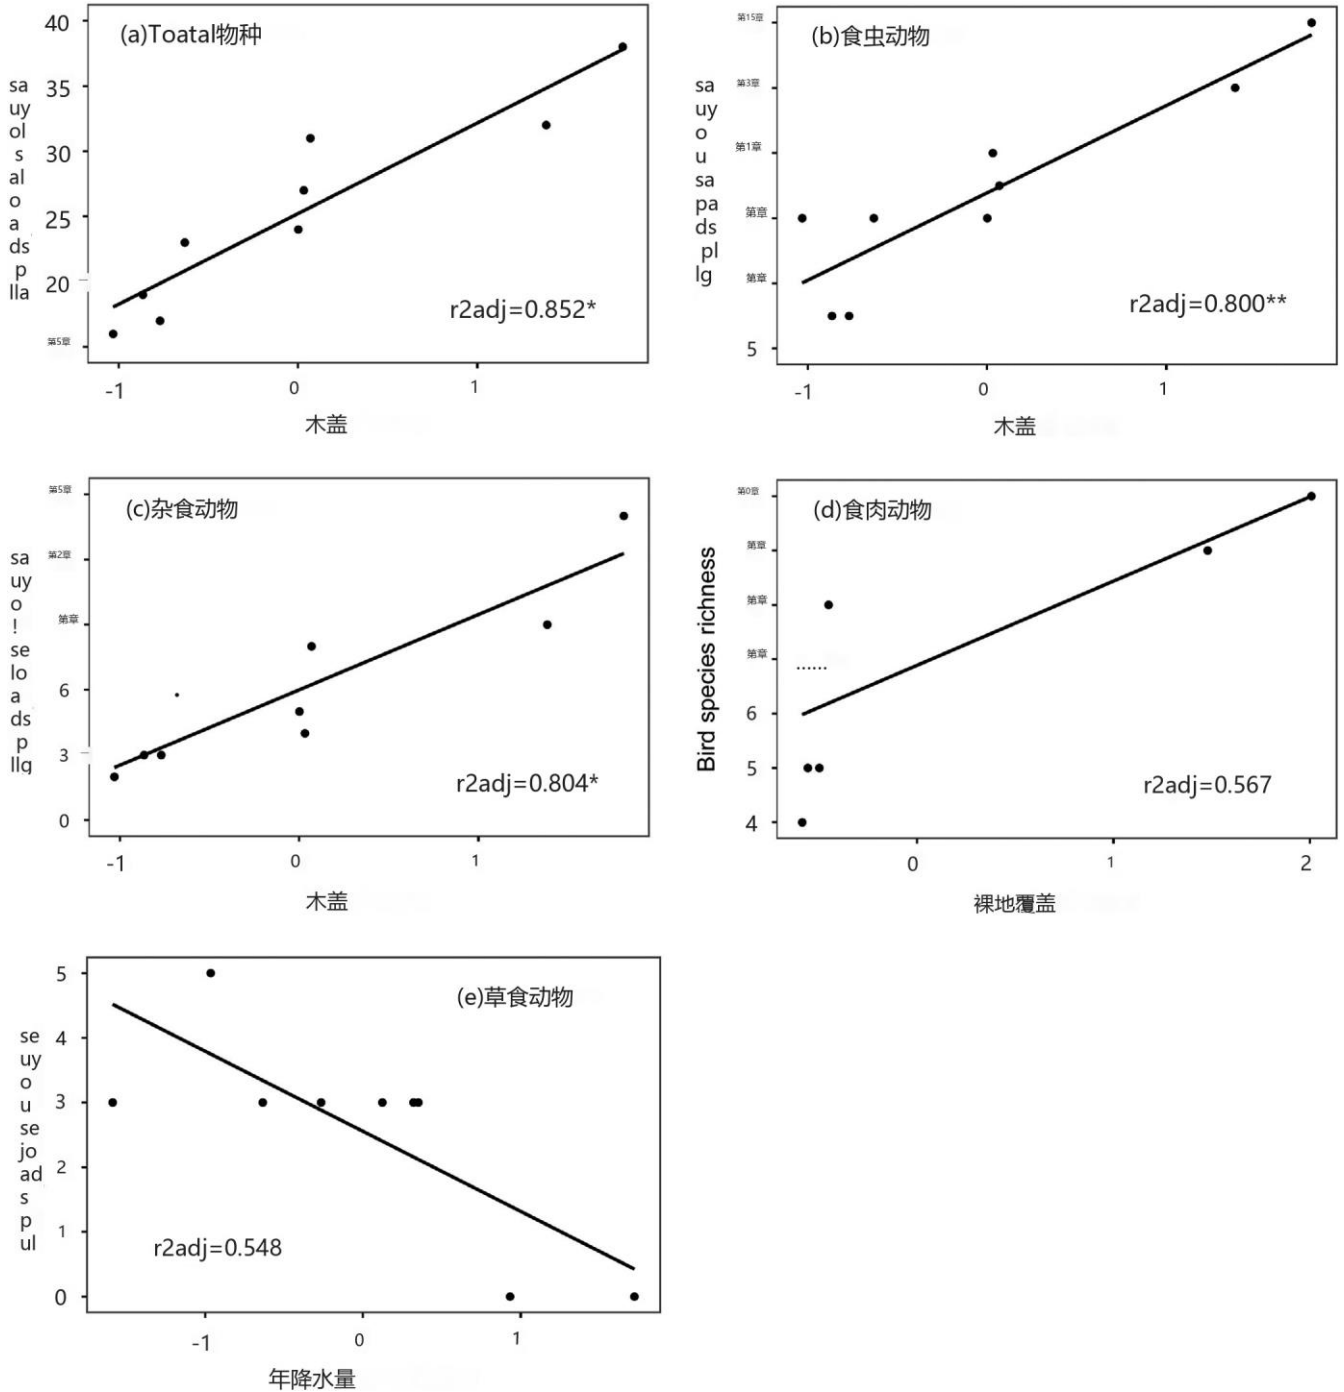 (a)Toatal物种
40
35
30
25
20
第5章
sa
uy
ol
s
al
o
a
ds
p
lla
r2adj=0.852*
-1
0
1
木盖
(b)食虫动物
第15章
第3章
第1章
第章
第章
5
sa
uy
o
u
sa
pa
ds
pl
lg
r2adj=0.800**
-1
0
1
木盖
(c)杂食动物
第5章
第2章
第章
6
3
0
sa
uy
o
!
se
lo
a
ds
p
llg
r2adj=0.804*
-1
0
1
木盖
(d)食肉动物
第0章
第章
第章
第章
6
5
4
Bird species richness
r2adj=0.567
0
1
2
裸地覆盖
(e)草食动物
5
4
3
2
1
0
se
uy
o
u
se
jo
ad
s
p
ul
r2adj=0.548
-1
0
1
年降水量